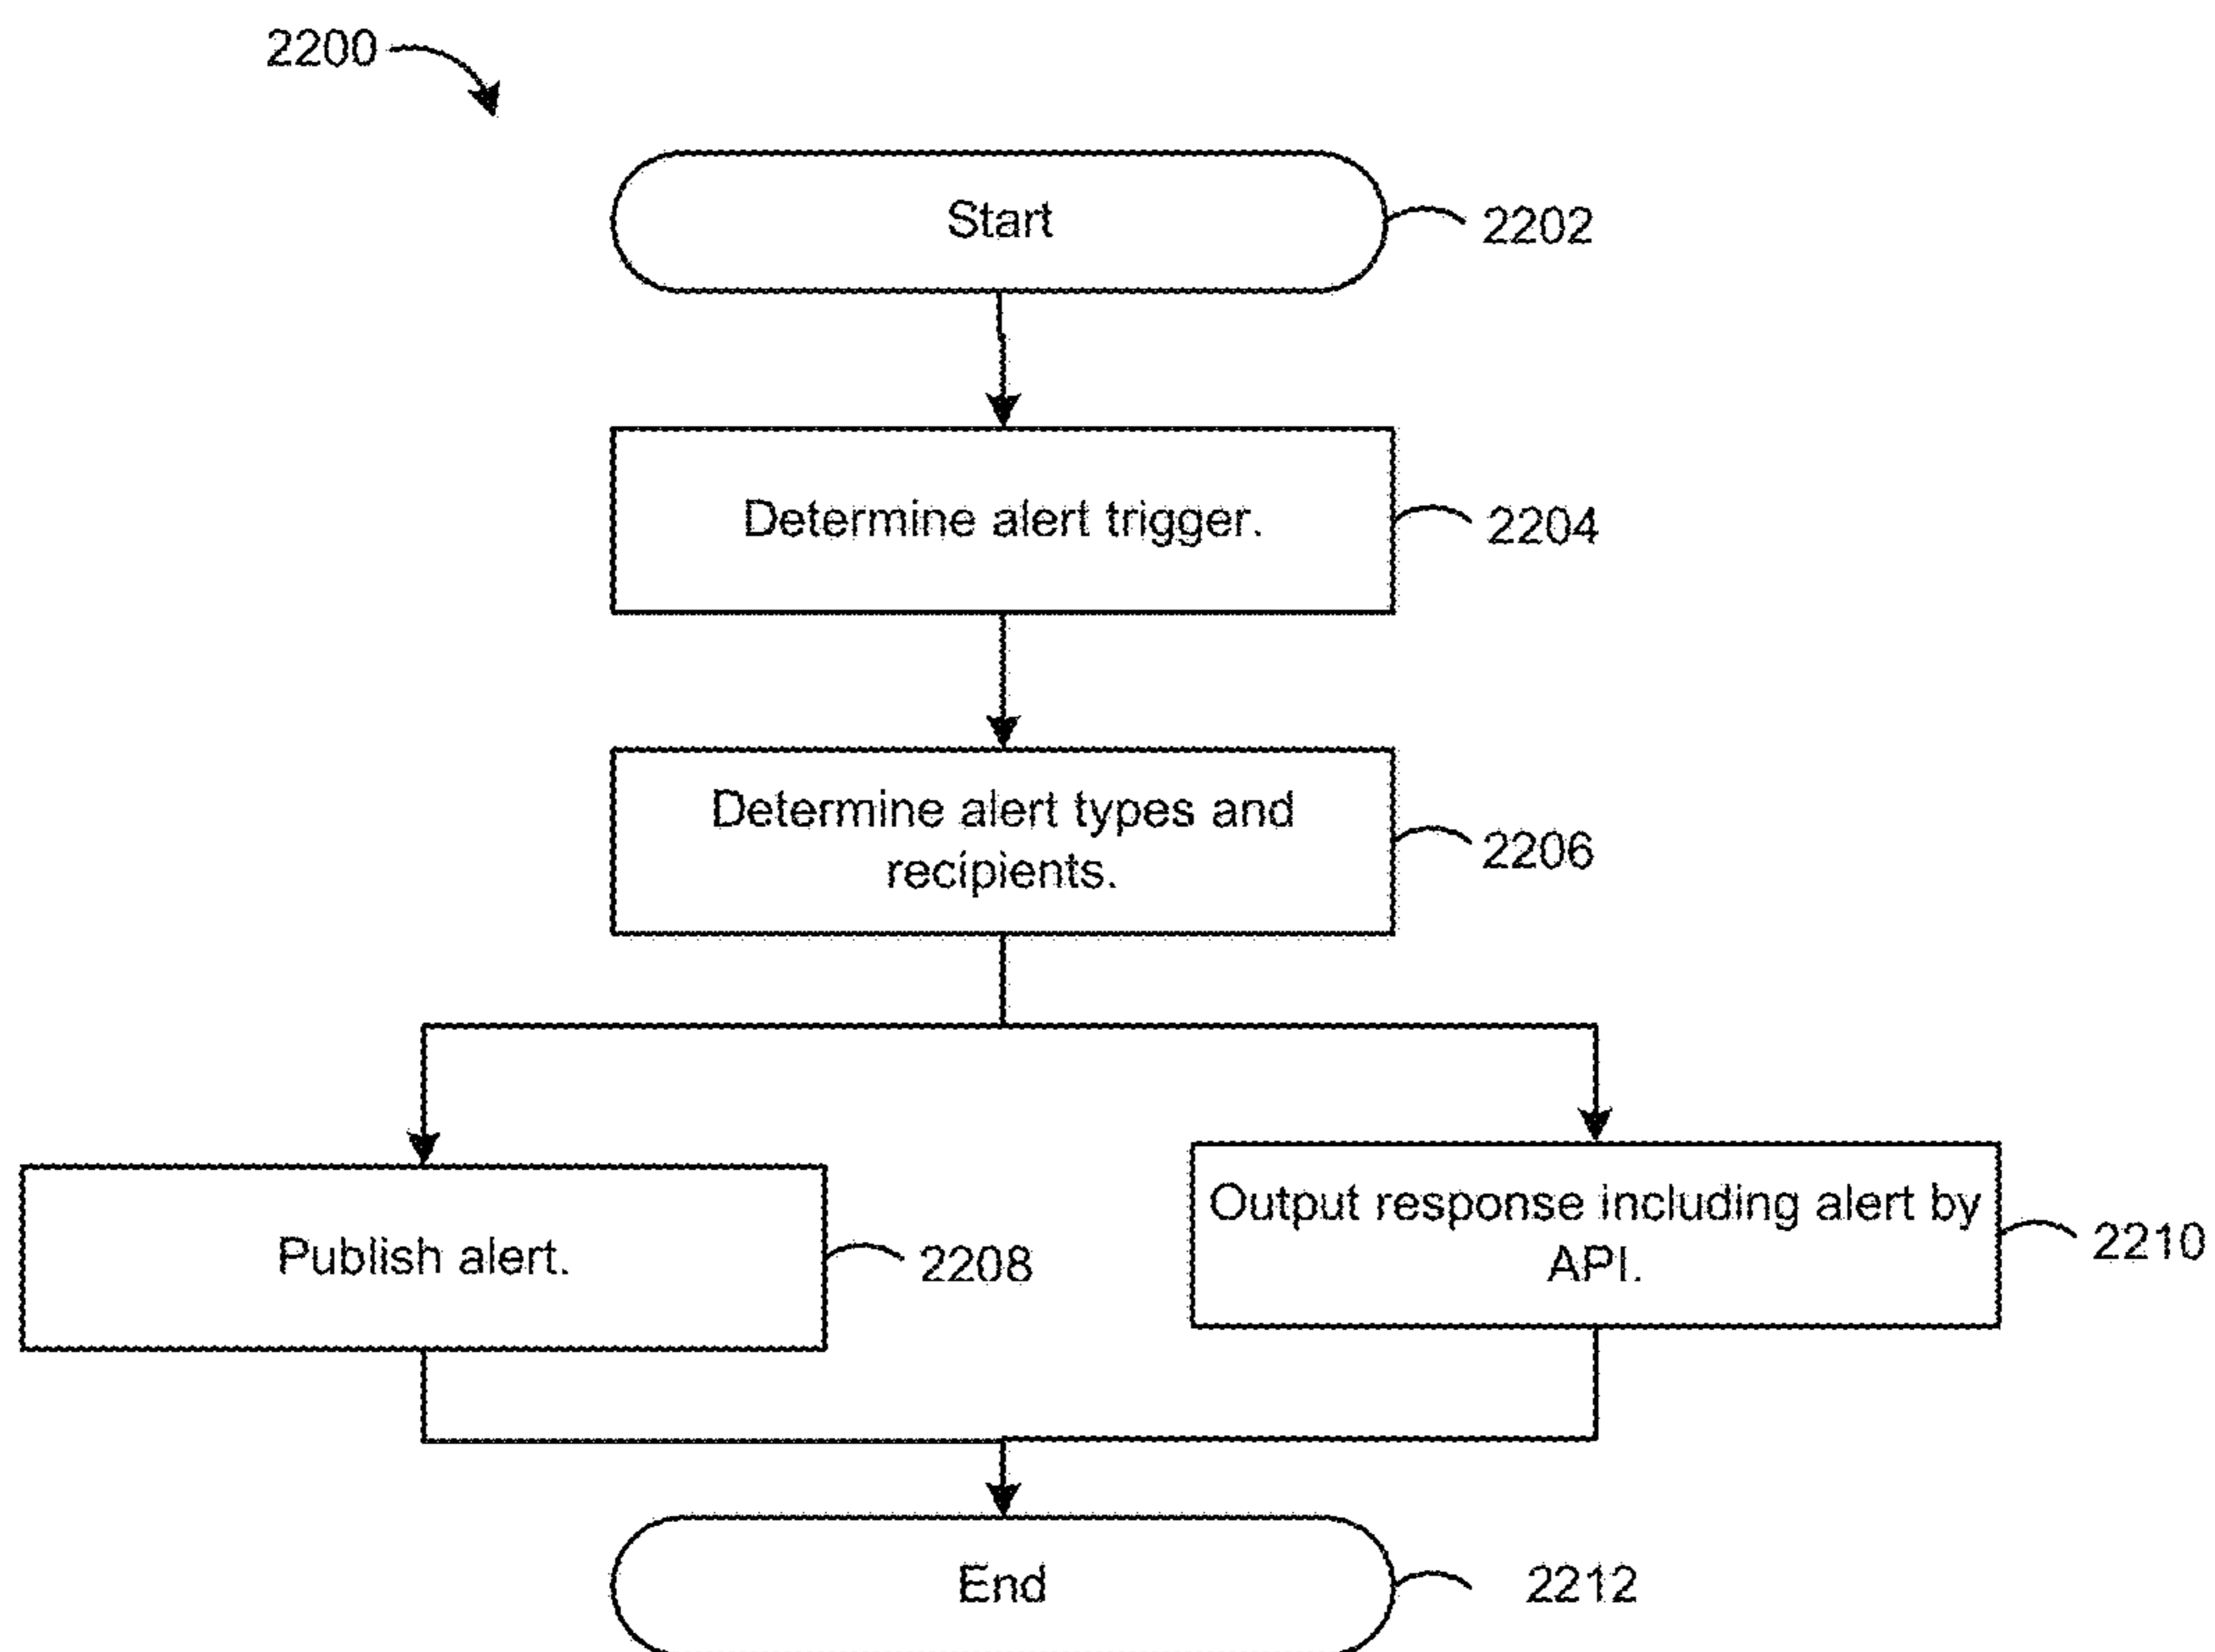 2200
Start
2202
Determine alert trigger.
2204
Determine alert types and
recipients.
2206
Publish alert.
2208
Output response including alert by
API.
2210
End
2212